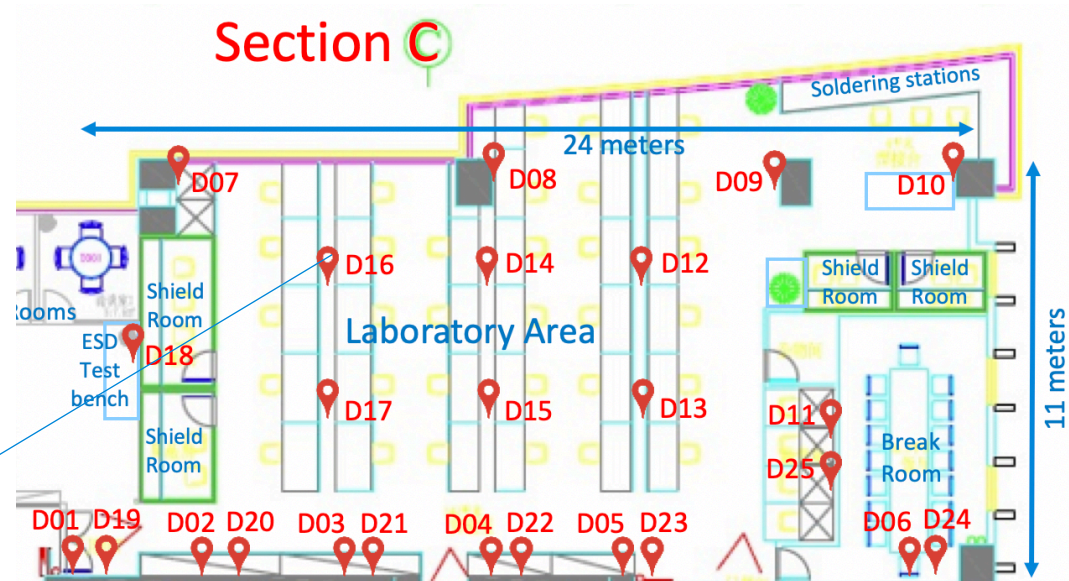 Section C
Soldering stations
24 meters
D07
D08
D09
D10
D16
D14
D12
Shield
Room
Shield
Room
Shield
Room
Rooms
Laboratory Area
ESD
Test
bench
D18
11 meters
D17
D15
D13
D11
Shield
Room
Break
Room
D25
D01 D19 D02 D20 D03 D21 D04 D22 D05 D23 D06 D24